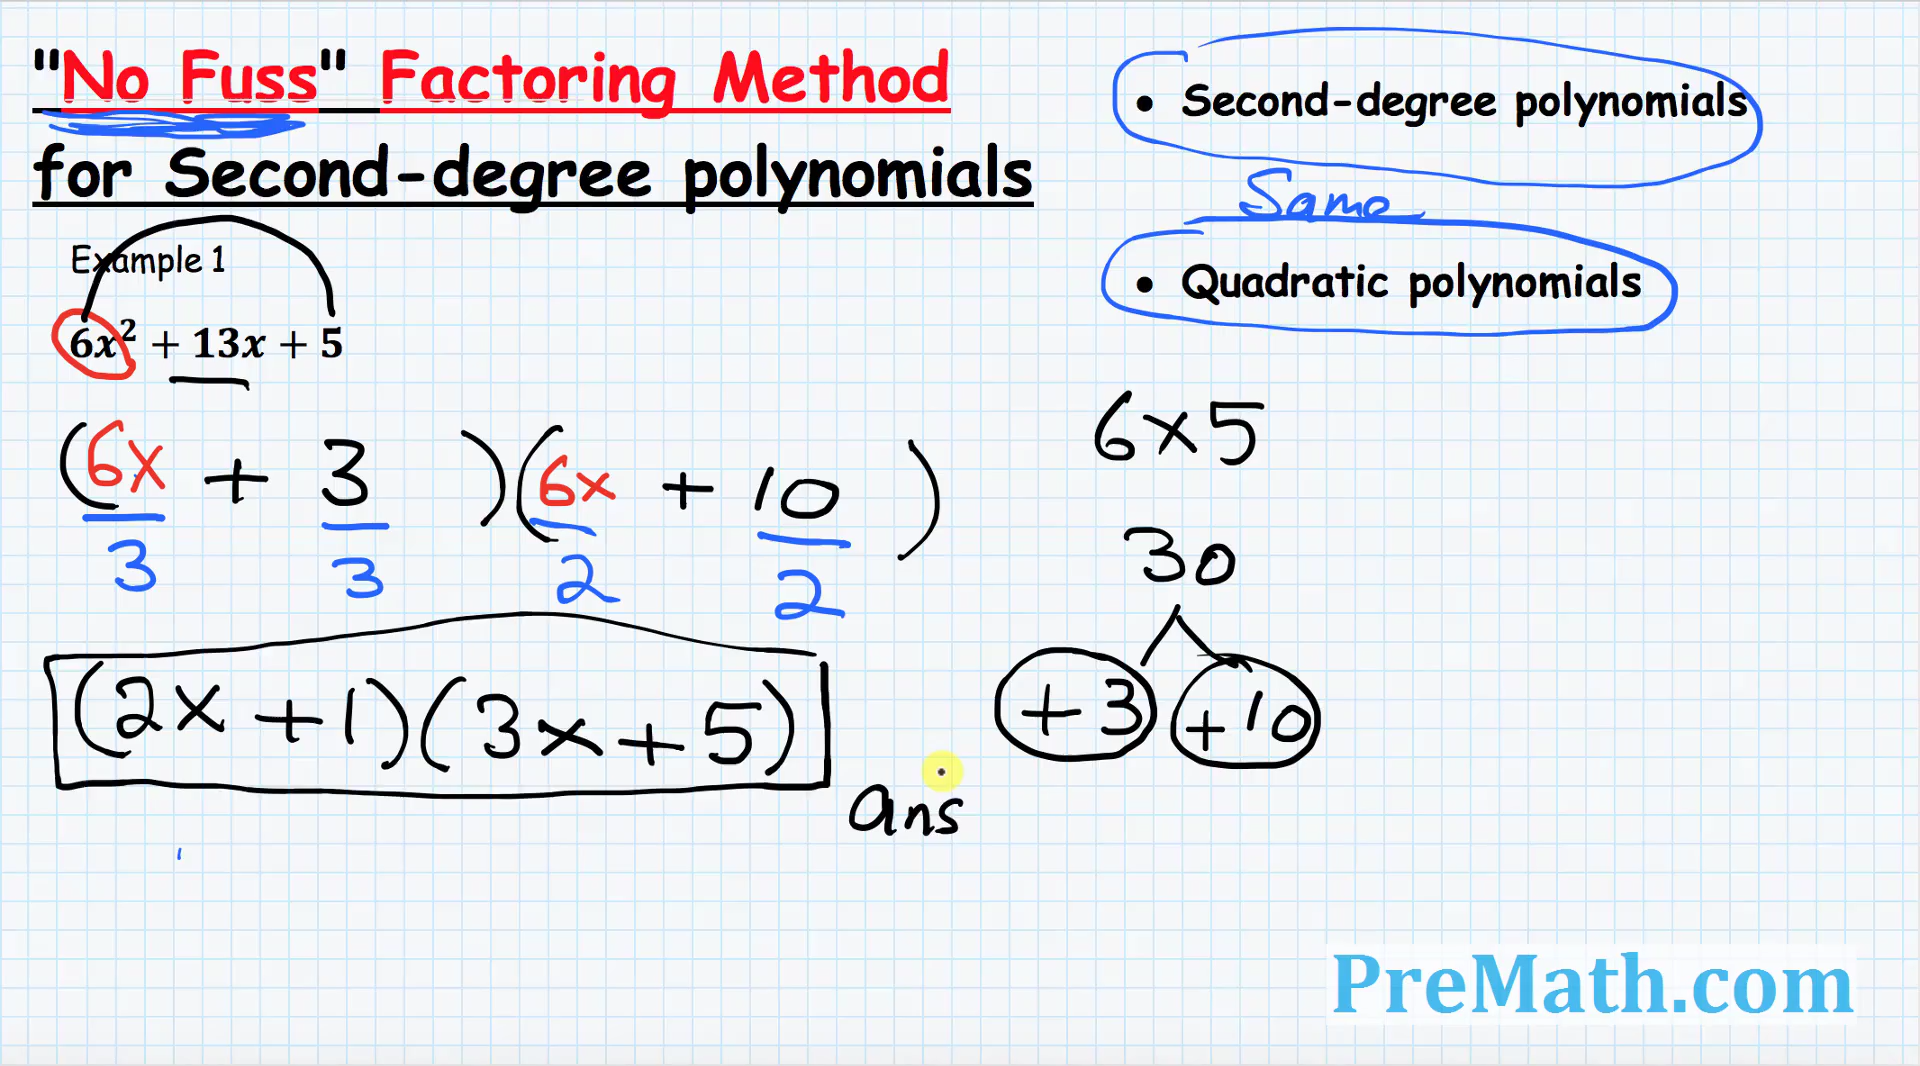 "No Fuss" Factoring Method
for Second-degree polynomials
Example 1
6x² + 13x + 5
(6x + 3)(6x + 10)
3 3 2 2
(2x + 1)(3x + 5)
ans
• Second-degree polynomials
Same
• Quadratic polynomials
6×5
30
+3 +10
PreMath.com